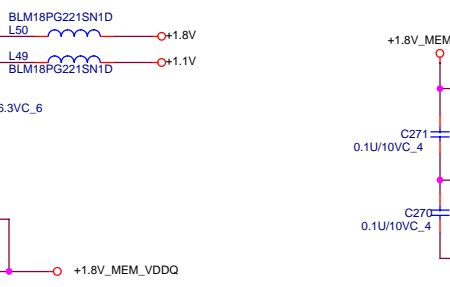 BLM18PG221SN1D
L50
+1.8V
L49
BLM18PG221SN1D
+1.1V
6.3VC_6
+1.8V_MEM_VDDQ
+1.8V_MEM
C271
0.1U/10VC_4
C270
0.1U/10VC_4